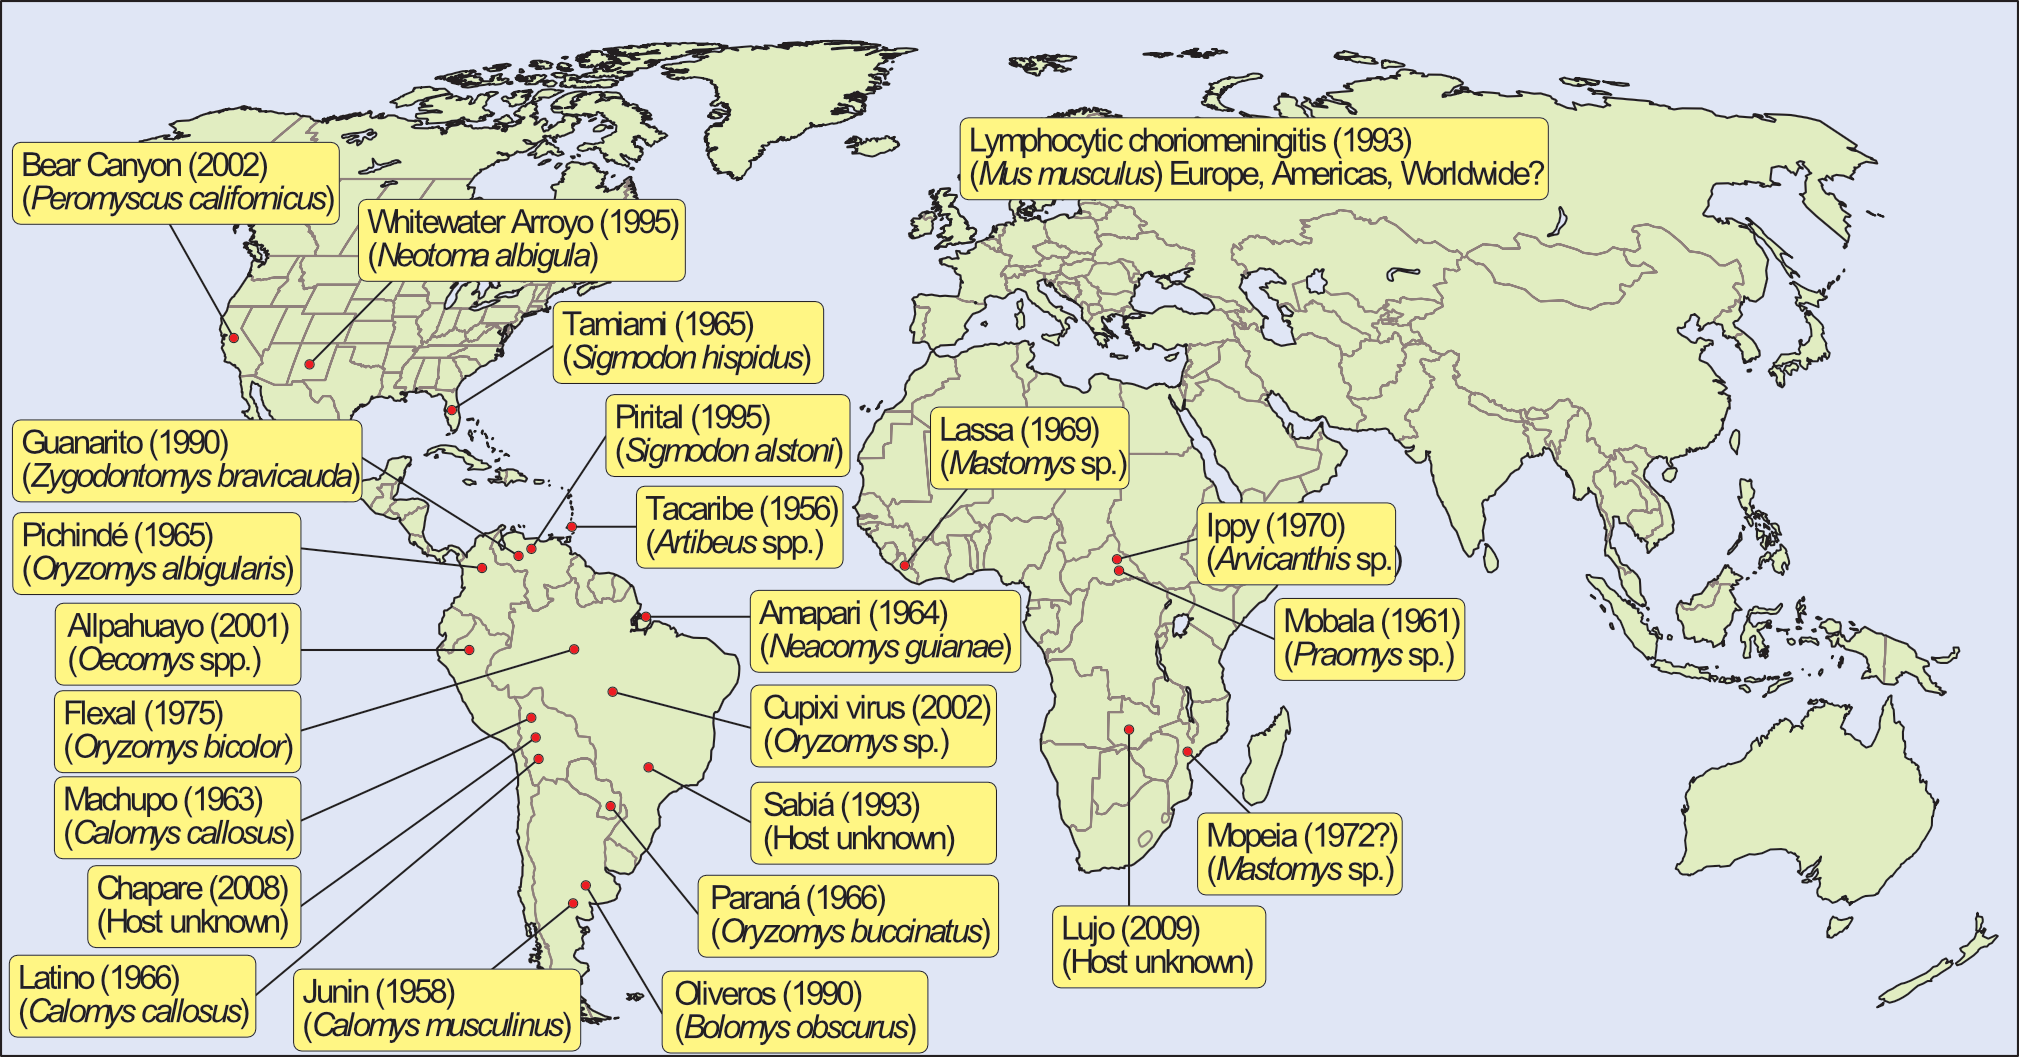 Lymphocytic choriomeningitis (1993)
(Mus musculus) Europe, Americas, Worldwide?
Bear Canyon (2002)
(Peromyscus californicus)
Whitewater Arroyo (1995)
(Neotoma albigula)
Tamiami (1965)
(Sigmodon hispidus)
Pirital (1995)
(Sigmodon alstoni)
Guanarito (1990)
(Zygodontomys bravicauda)
Lassa (1969)
(Mastomys sp.)
Tacaribe (1956)
(Artibeus spp.)
Pichindé (1965)
(Oryzomys albigularis)
Ippy (1970)
(Arvicanthis sp.)
Allpahuayo (2001)
(Oecomys spp.)
Amapari (1964)
(Neacomys guianae)
Mobala (1961)
(Praomys sp.)
Flexal (1975)
(Oryzomys bicolor)
Cupixi virus (2002)
(Oryzomys sp.)
Machupo (1963)
(Calomys callosus)
Sabiá (1993)
(Host unknown)
Mopeia (1972?)
(Mastomys sp.)
Chapare (2008)
(Host unknown)
Paraná (1966)
(Oryzomys buccinatus)
Lujo (2009)
(Host unknown)
Latino (1966)
(Calomys callosus)
Junin (1958)
(Calomys musculinus)
Oliveros (1990)
(Bolomys obscurus)